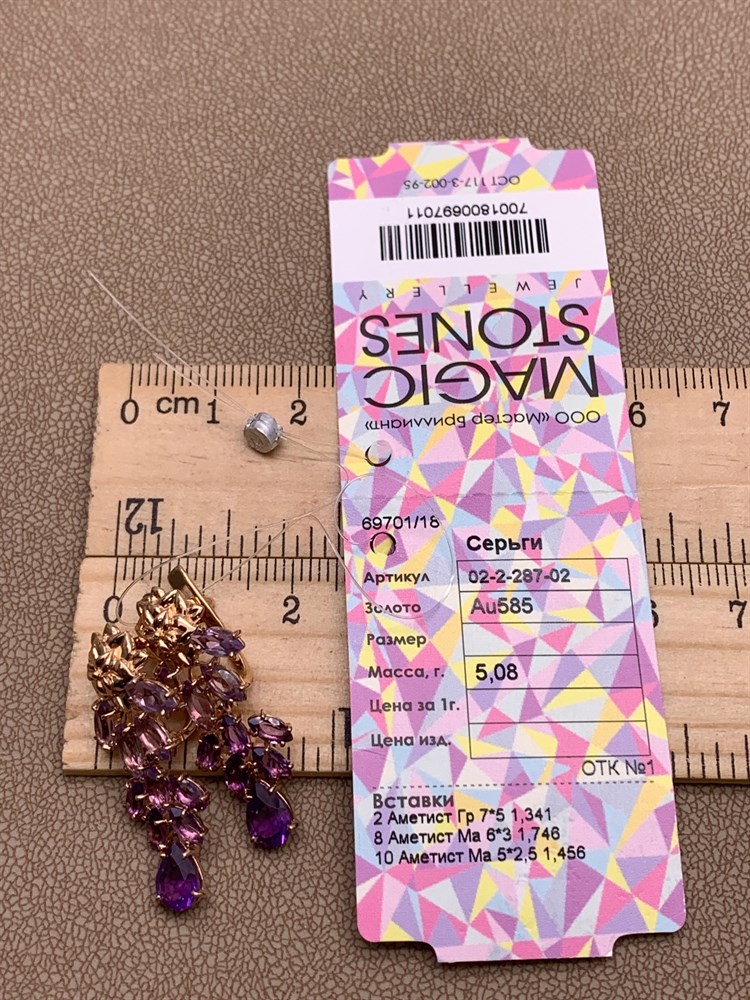 ОСТ 117-3-002-95
7001800697011
JEWELLERY
MAGIC
STONES
ООО «Мастер Бриллиант»
0 cm 1 2 6 7
12
0 2 6 7
69701/18
Серьги
Артикул 02-2-287-02
Золото Au585
Размер
Масса, г. 5,08
Цена за 1г.
Цена изд.
ОТК №1
Вставки
2 Аметист Гр 7*5 1,341
8 Аметист Ма 6*3 1,746
10 Аметист Ма 5*2,5 1,456